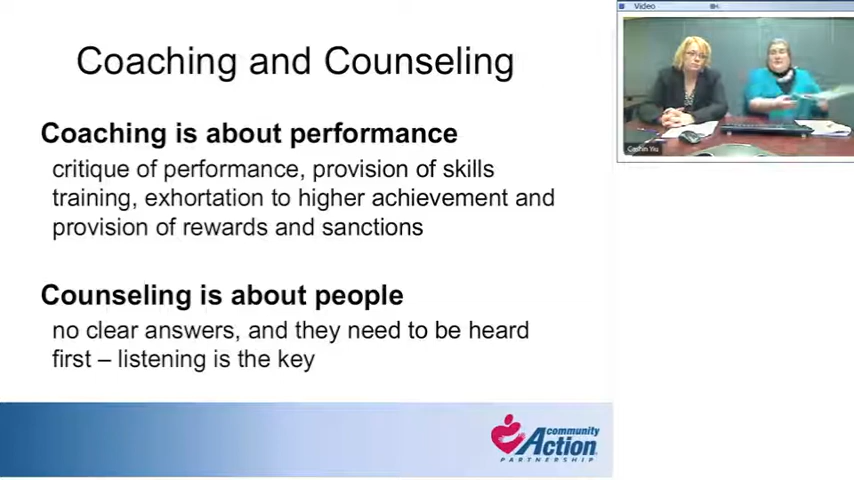 Coaching and Counseling
Coaching is about performance
critique of performance, provision of skills
training, exhortation to higher achievement and
provision of rewards and sanctions
Counseling is about people
no clear answers, and they need to be heard
first – listening is the key
community
Action
PARTNERSHIP
Video